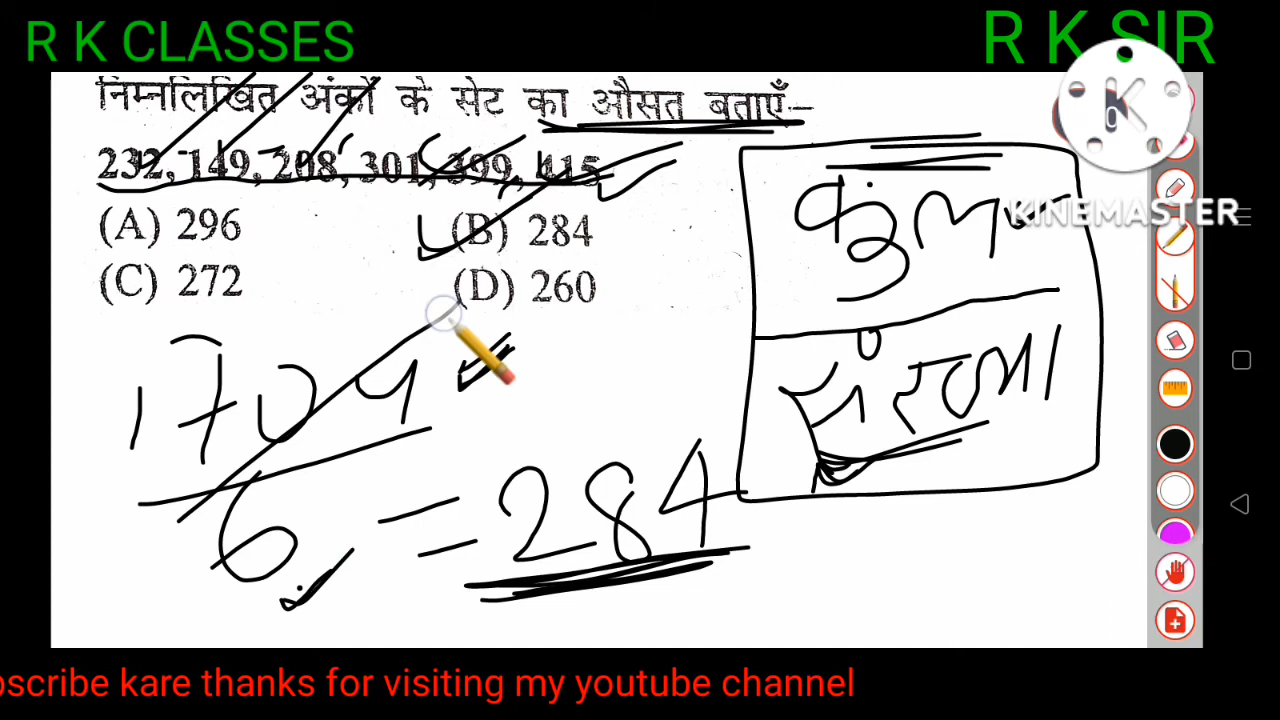 R K CLASSES
R K SIR
निम्नलिखित अंकों के सेट का औसत बताएँ–
232, 149, 208, 301, 399, 415
(A) 296 (B) 284
(C) 272 (D) 260
KINEMASTER
कुल
संख्या
1704
6
= 284
bscribe kare thanks for visiting my youtube channel